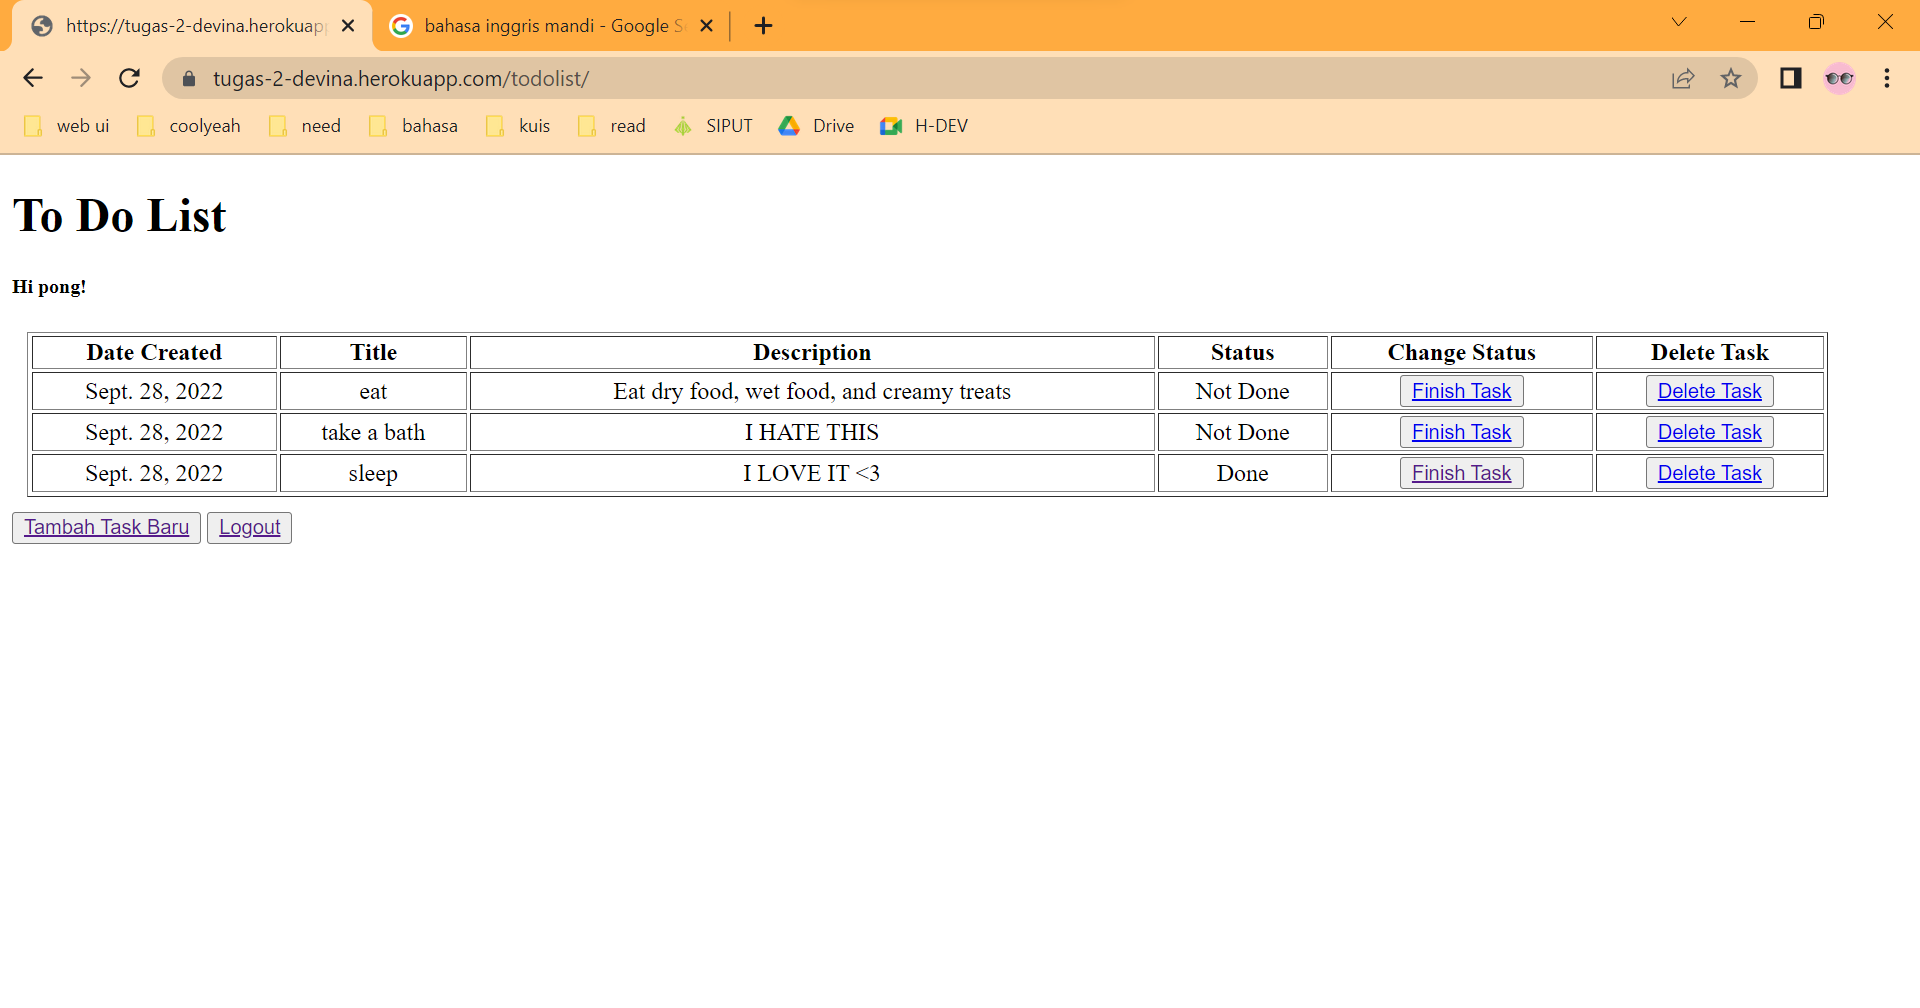 https://tugas-2-devina.herokuap
bahasa inggris mandi - Google S
tugas-2-devina.herokuapp.com/todolist/
web ui coolyeah need bahasa kuis read SIPUT Drive H-DEV
To Do List
Hi pong!
Date Created Title Description Status Change Status Delete Task
Sept. 28, 2022 eat Eat dry food, wet food, and creamy treats Not Done Finish Task Delete Task
Sept. 28, 2022 take a bath I HATE THIS Not Done Finish Task Delete Task
Sept. 28, 2022 sleep I LOVE IT <3 Done Finish Task Delete Task
Tambah Task Baru Logout